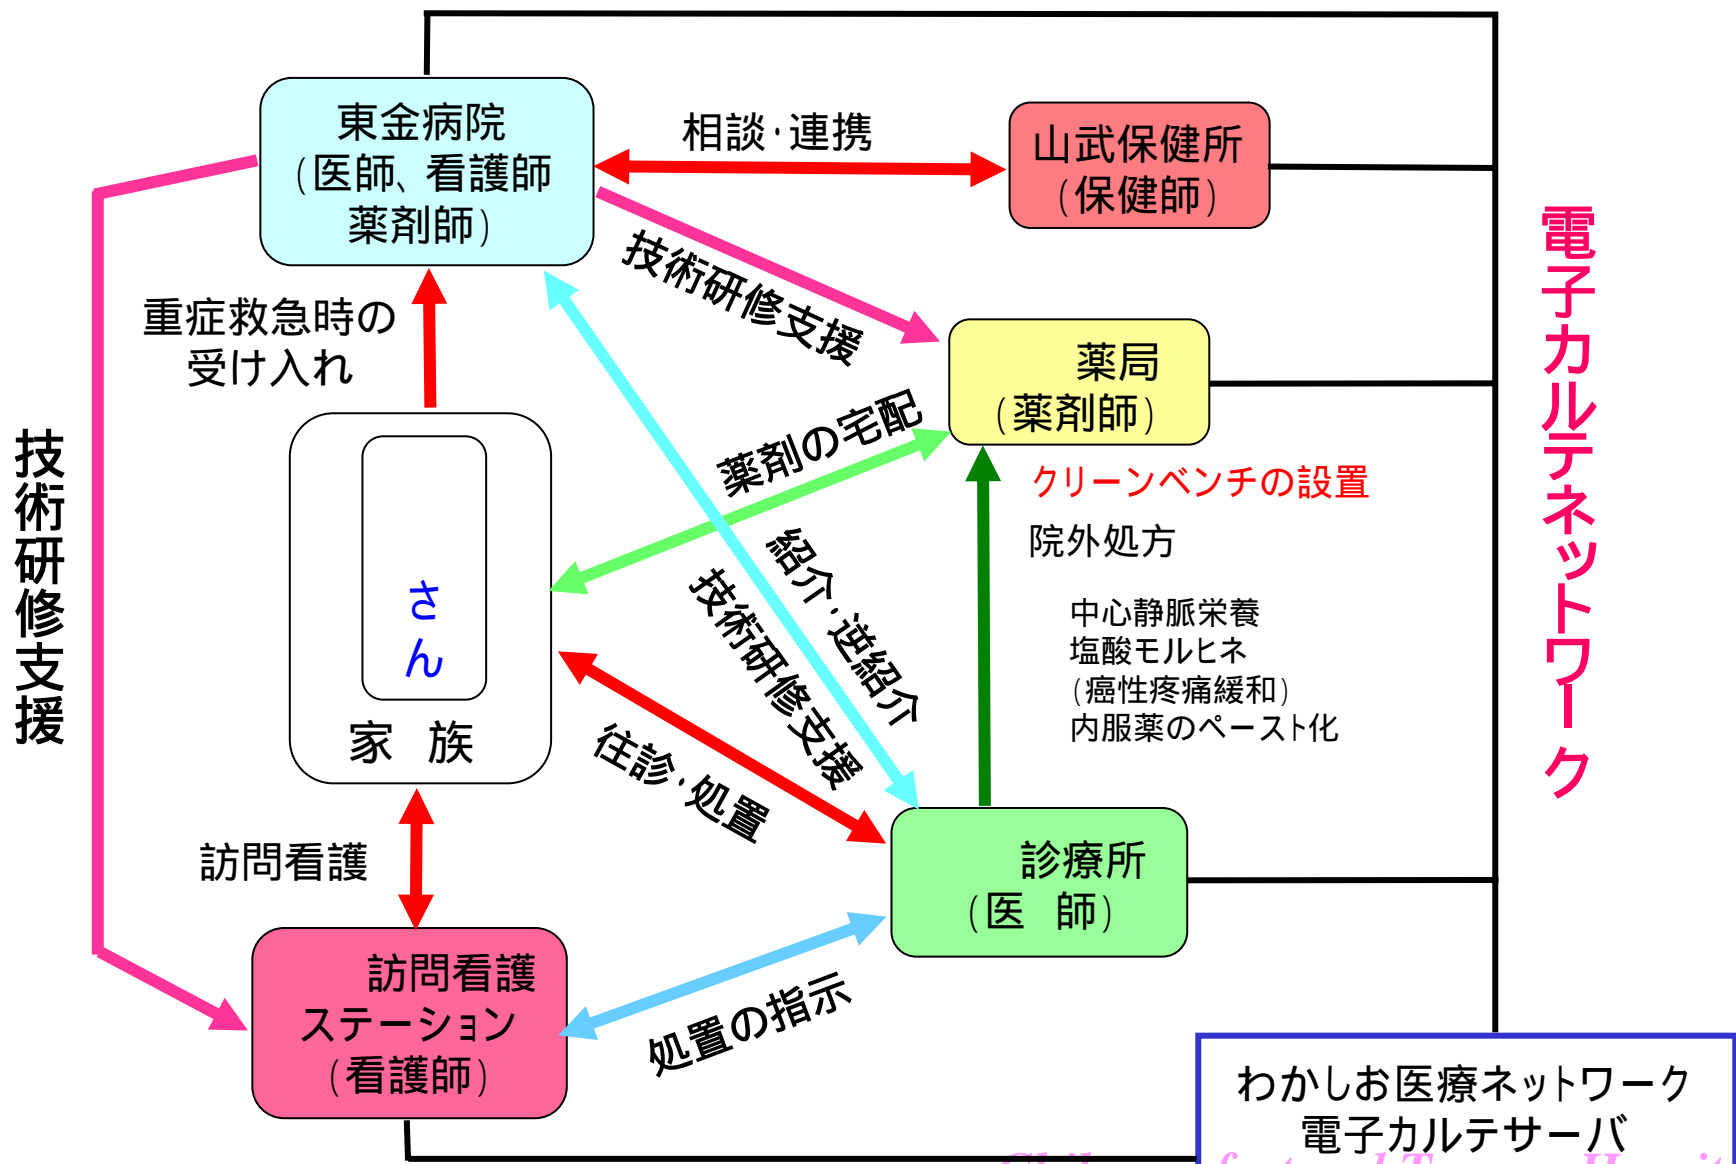 東金病院
(医師、看護師
薬剤師)
相談・連携
山武保健所
(保健師)
技術研修支援
重症救急時の
受け入れ
薬局
(薬剤師)
薬剤の宅配
クリーンベンチの設置
院外処方
中心静脈栄養
塩酸モルヒネ
(癌性疼痛緩和)
内服薬のペースト化
さん
家 族
紹介・逆紹介
技術研修支援
往診・処置
技術研修支援
訪問看護
診療所
(医 師)
訪問看護
ステーション
(看護師)
処置の指示
電子カルテネットワーク
わかしお医療ネットワーク
電子カルテサーバ